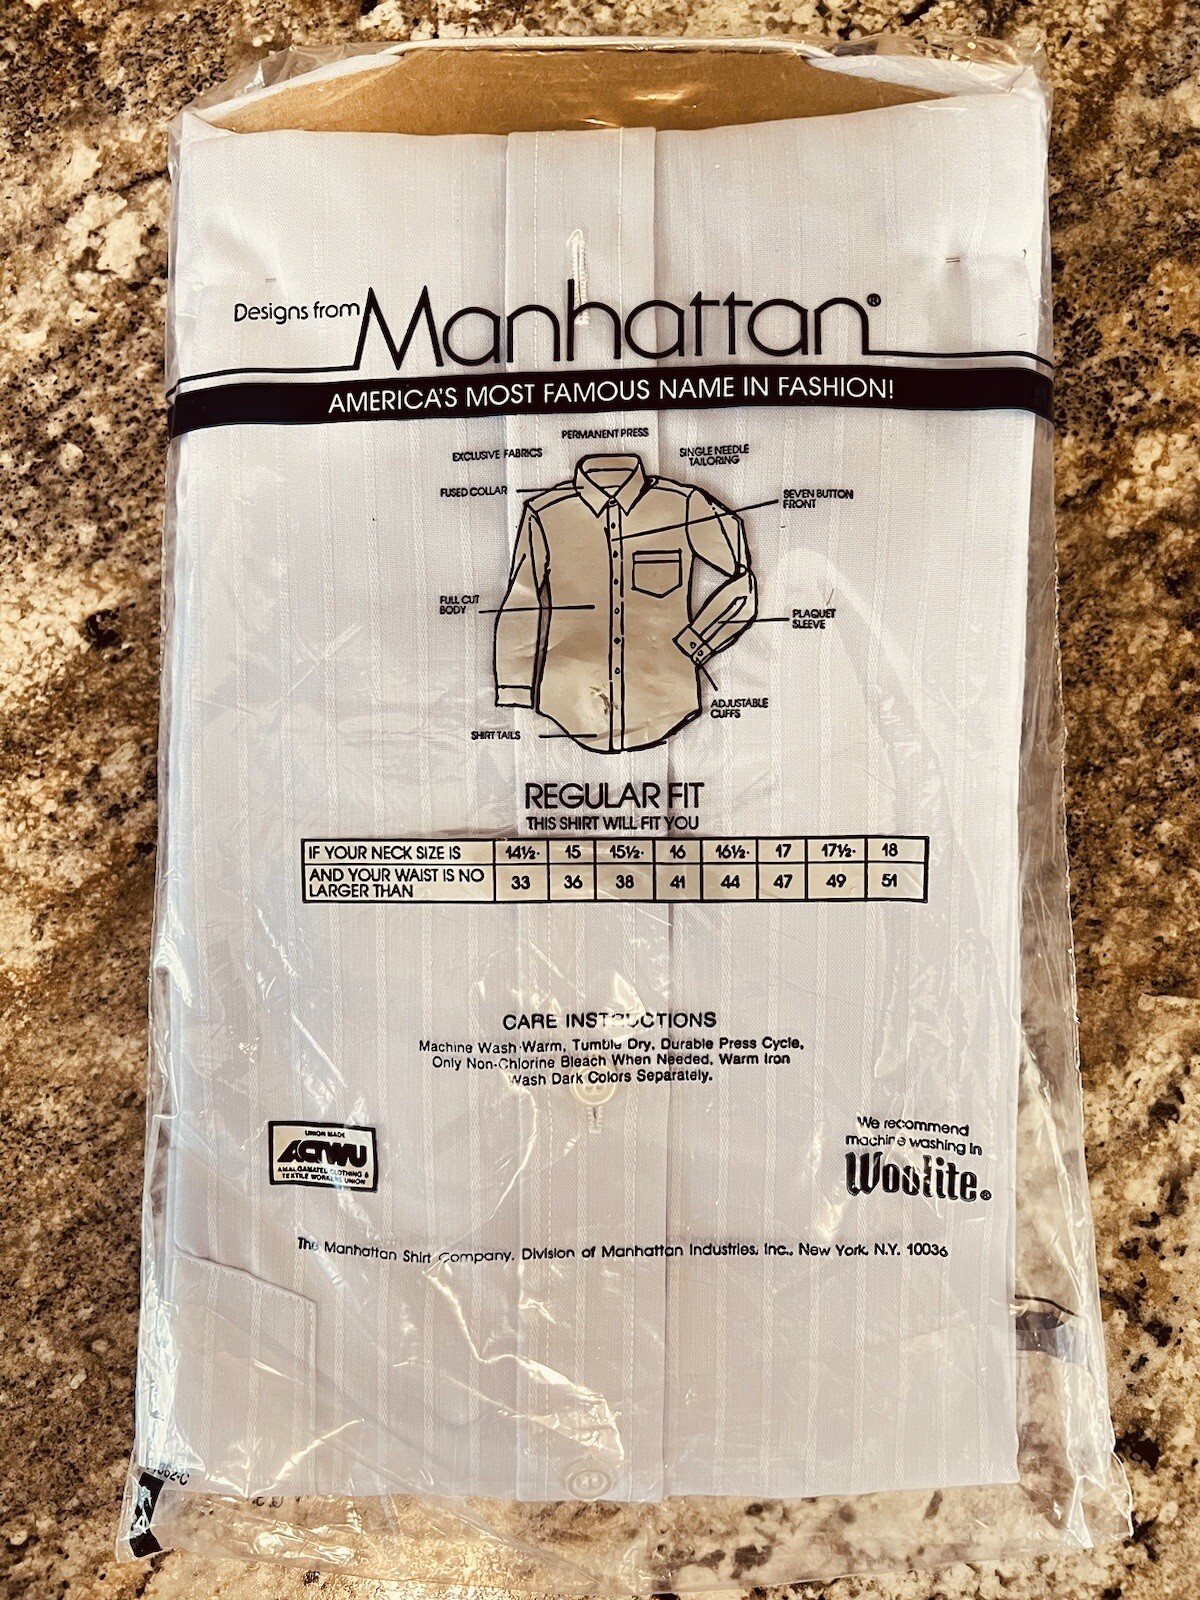 Designs from Manhattan®
AMERICA'S MOST FAMOUS NAME IN FASHION!
PERMANENT PRESS
EXCLUSIVE FABRICS
SINGLE NEEDLE
TAILORING
FUSED COLLAR
SEVEN BUTTON
FRONT
FULL CUT
BODY
PLAQUET
SLEEVE
ADJUSTABLE
CUFFS
SHIRT TAILS
REGULAR FIT
THIS SHIRT WILL FIT YOU
IF YOUR NECK SIZE IS 14½· 15 15½· 16 16½· 17 17½· 18
AND YOUR WAIST IS NO
LARGER THAN 33 36 38 41 44 47 49 51
CARE INSTRUCTIONS
Machine Wash Warm, Tumble Dry, Durable Press Cycle,
Only Non-Chlorine Bleach When Needed, Warm Iron
Wash Dark Colors Separately.
UNION MADE
ACTWU
AMALGAMATED CLOTHING &
TEXTILE WORKERS UNION
We recommend
machine washing in
Woolite®
The Manhattan Shirt Company, Division of Manhattan Industries, Inc., New York, N.Y. 10036